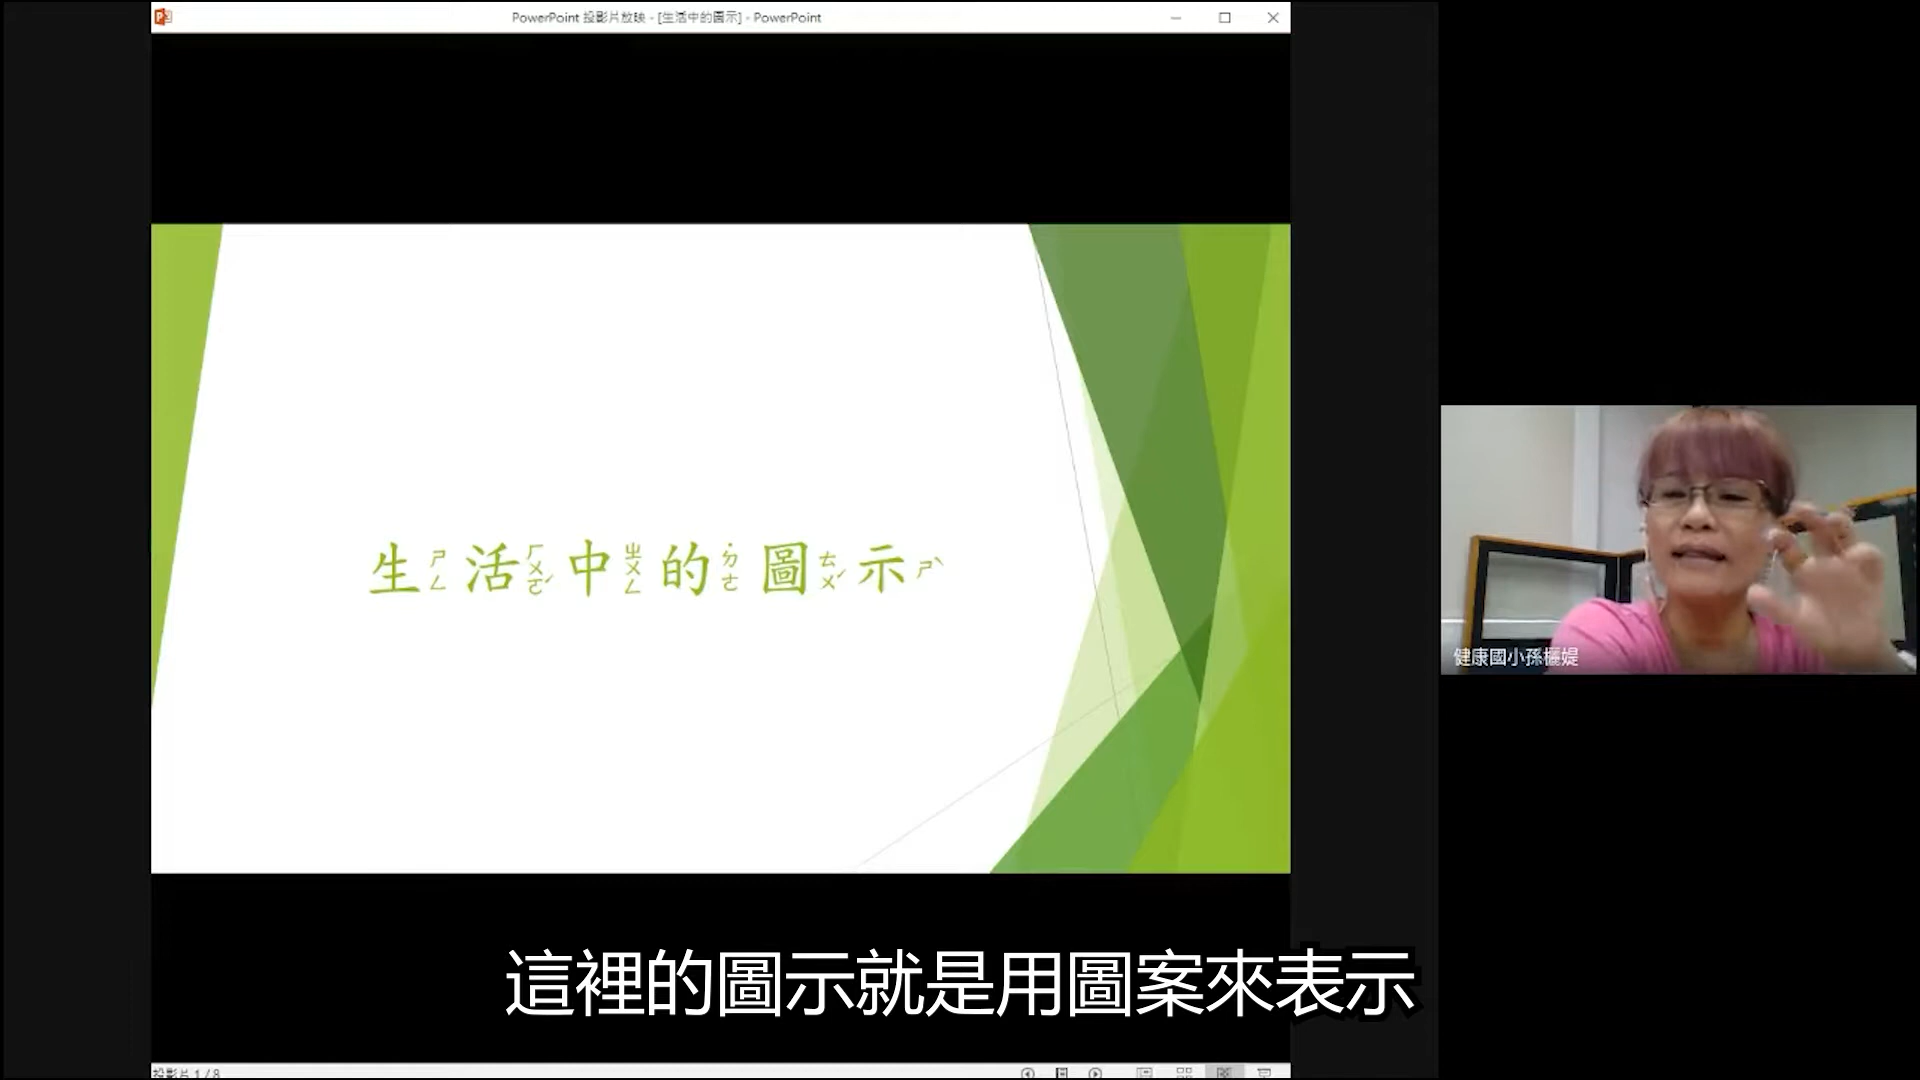 PowerPoint 投影片放映 - [生活中的圖示] - PowerPoint
生ㄕㄥ活ㄏㄨㄛˊ中ㄓㄨㄥ的˙ㄉㄜ圖ㄊㄨˊ示ㄕˋ
健康國小孫欐媞
這裡的圖示就是用圖案來表示
投影片 1 / 8